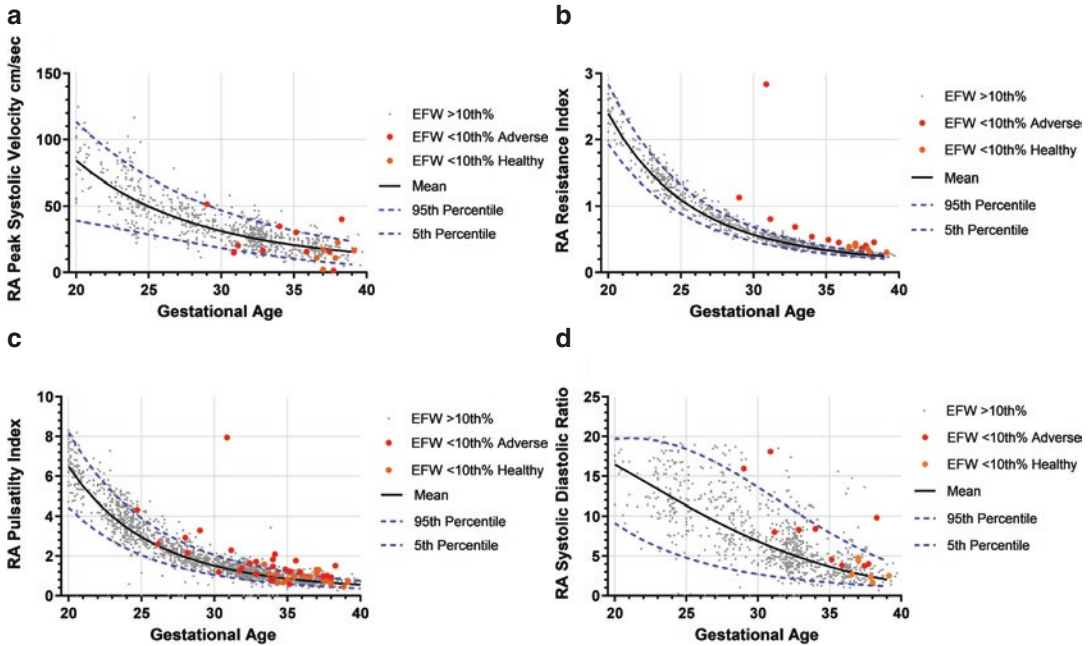 a
RA Peak Systolic Velocity cm/sec
150
100
50
0
20
25
30
35
40
Gestational Age
EFW >10th%
EFW <10th% Adverse
EFW <10th% Healthy
Mean
95th Percentile
5th Percentile
b
RA Resistance Index
3
2
1
0
20
25
30
35
40
Gestational Age
EFW >10th%
EFW <10th% Adverse
EFW <10th% Healthy
Mean
95th Percentile
5th Percentile
c
RA Pulsatility Index
10
8
6
4
2
0
20
25
30
35
40
Gestational Age
EFW >10th%
EFW <10th% Adverse
EFW <10th% Healthy
Mean
95th Percentile
5th Percentile
d
RA Systolic Diastolic Ratio
25
20
15
10
5
0
20
25
30
35
40
Gestational Age
EFW >10th%
EFW <10th% Adverse
EFW <10th% Healthy
Mean
95th Percentile
5th Percentile